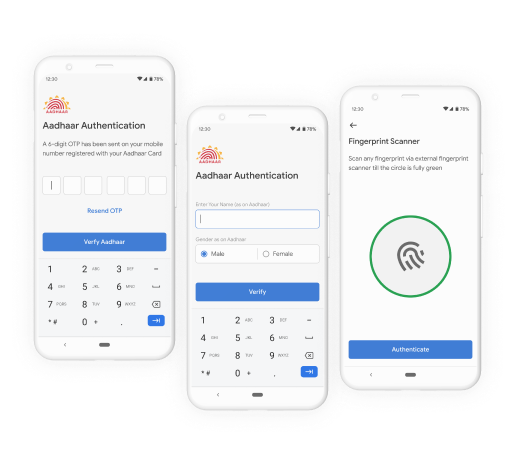 12:30
78%
AADHAAR
Aadhaar Authentication
A 6-digit OTP has been sent on your mobile
number registered with your Aadhaar Card
Resend OTP
Verfy Aadhaar
1 2 ABC 3 DEF –
4 GHI 5 JKL 6 MNO
7 PQRS 8 TUV 9 WXYZ
* # 0 + .
12:30
78%
AADHAAR
Aadhaar Authentication
Enter Your Name (as on Aadhaar)
Gender as on Aadhaar
Male Female
Verify
1 2 ABC 3 DEF –
4 GHI 5 JKL 6 MNO
7 PQRS 8 TUV 9 WXYZ
* # 0 + .
12:30
78%
Fingerprint Scanner
Scan any fingerprint via external fingerprint
scanner till the circle is fully green
Authenticate